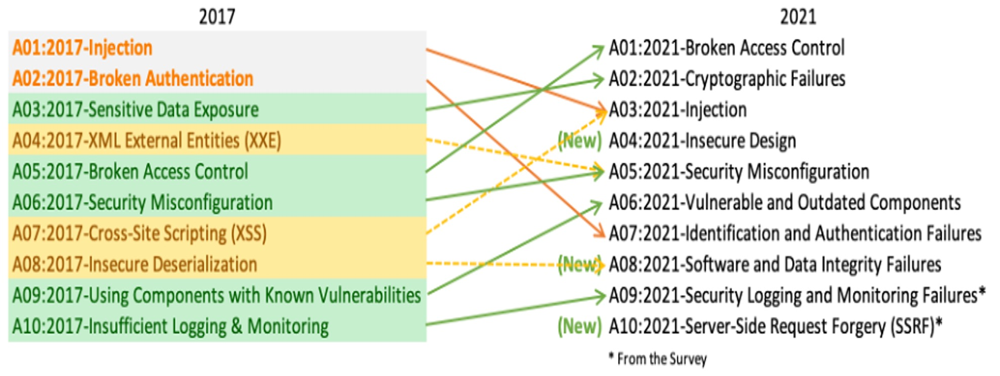 2017
2021
A01:2017-Injection
A02:2017-Broken Authentication
A03:2017-Sensitive Data Exposure
A04:2017-XML External Entities (XXE)
A05:2017-Broken Access Control
A06:2017-Security Misconfiguration
A07:2017-Cross-Site Scripting (XSS)
A08:2017-Insecure Deserialization
A09:2017-Using Components with Known Vulnerabilities
A10:2017-Insufficient Logging & Monitoring
A01:2021-Broken Access Control
A02:2021-Cryptographic Failures
A03:2021-Injection
(New) A04:2021-Insecure Design
A05:2021-Security Misconfiguration
A06:2021-Vulnerable and Outdated Components
A07:2021-Identification and Authentication Failures
(New) A08:2021-Software and Data Integrity Failures
A09:2021-Security Logging and Monitoring Failures*
(New) A10:2021-Server-Side Request Forgery (SSRF)*
* From the Survey